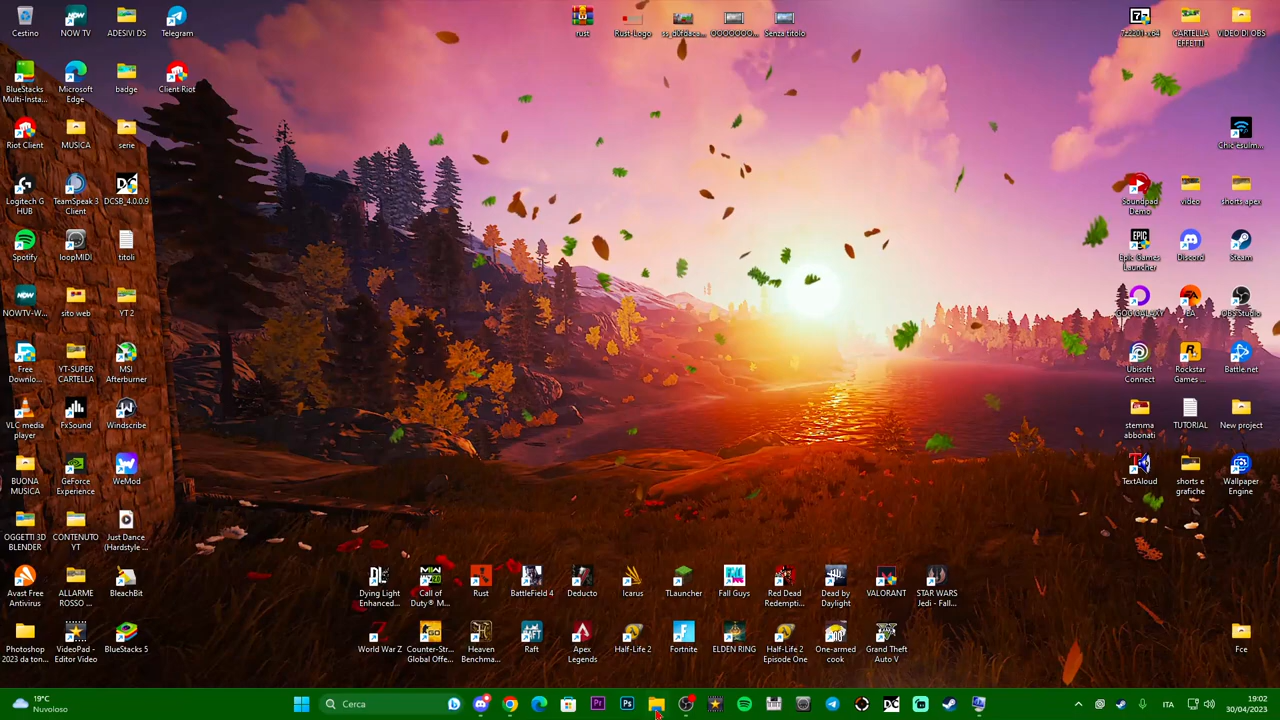 Cestino
NOW TV
ADESIVI DS
Telegram
rust
Rust-Logo
Senza titolo
CARTELLA
EFFETTI
VIDEO DI OBS
BlueStacks
Multi-Insta...
Microsoft
Edge
badge
Client Riot
Riot Client
MUSICA
serie
Logitech G
HUB
TeamSpeak 3
Client
DCSB_4.0.0.9
Soundpad
Demo
video
shorts apex
Spotify
loopMIDI
titoli
Epic Games
Launcher
Discord
Steam
NOWTV-W...
sito web
YT 2
GOG GALAXY
EA
OBS Studio
Free
Downlo...
YT-SUPER
CARTELLA
MSI
Afterburner
Ubisoft
Connect
Rockstar
Games ...
Battle.net
VLC media
player
FxSound
Windscribe
stemma
abbonati
TUTORIAL
New project
BUONA
MUSICA
GeForce
Experience
WeMod
TextAloud
shorts e
grafiche
Wallpaper
Engine
OGGETTI 3D
BLENDER
CONTENUTO
YT
Just Dance
(Hardstyle ...
Avast Free
Antivirus
ALLARME
ROSSO ...
BleachBit
Dying Light
Enhanced...
Call of
Duty® M...
Rust
BattleField 4
Deducto
Icarus
TLauncher
Fall Guys
Red Dead
Redempti...
Dead by
Daylight
VALORANT
STAR WARS
Jedi - Fall...
Photoshop
2023 da ton...
VideoPad -
Editor Video
BlueStacks 5
World War Z
Counter-Str...
Global Offe...
Heaven
Benchma...
Raft
Apex
Legends
Half-Life 2
Fortnite
ELDEN RING
Half-Life 2
Episode One
One-armed
cook
Grand Theft
Auto V
Fce
19°C
Nuvoloso
Cerca
ITA
19:02
30/04/2023